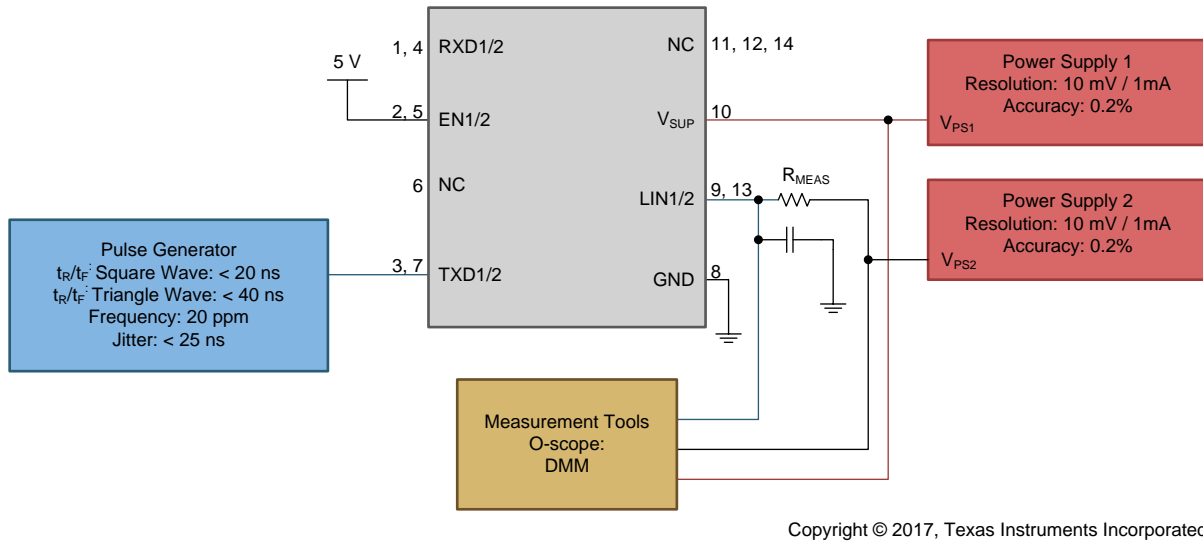 5 V
1, 4
RXD1/2
2, 5
EN1/2
6
NC
3, 7
TXD1/2
NC
11, 12, 14
VSUP
10
LIN1/2
9, 13
GND
8
RMEAS
Power Supply 1
Resolution: 10 mV / 1mA
Accuracy: 0.2%
VPS1
Power Supply 2
Resolution: 10 mV / 1mA
Accuracy: 0.2%
VPS2
Pulse Generator
tR/tF: Square Wave: < 20 ns
tR/tF: Triangle Wave: < 40 ns
Frequency: 20 ppm
Jitter: < 25 ns
Measurement Tools
O-scope:
DMM
Copyright © 2017, Texas Instruments Incorporated